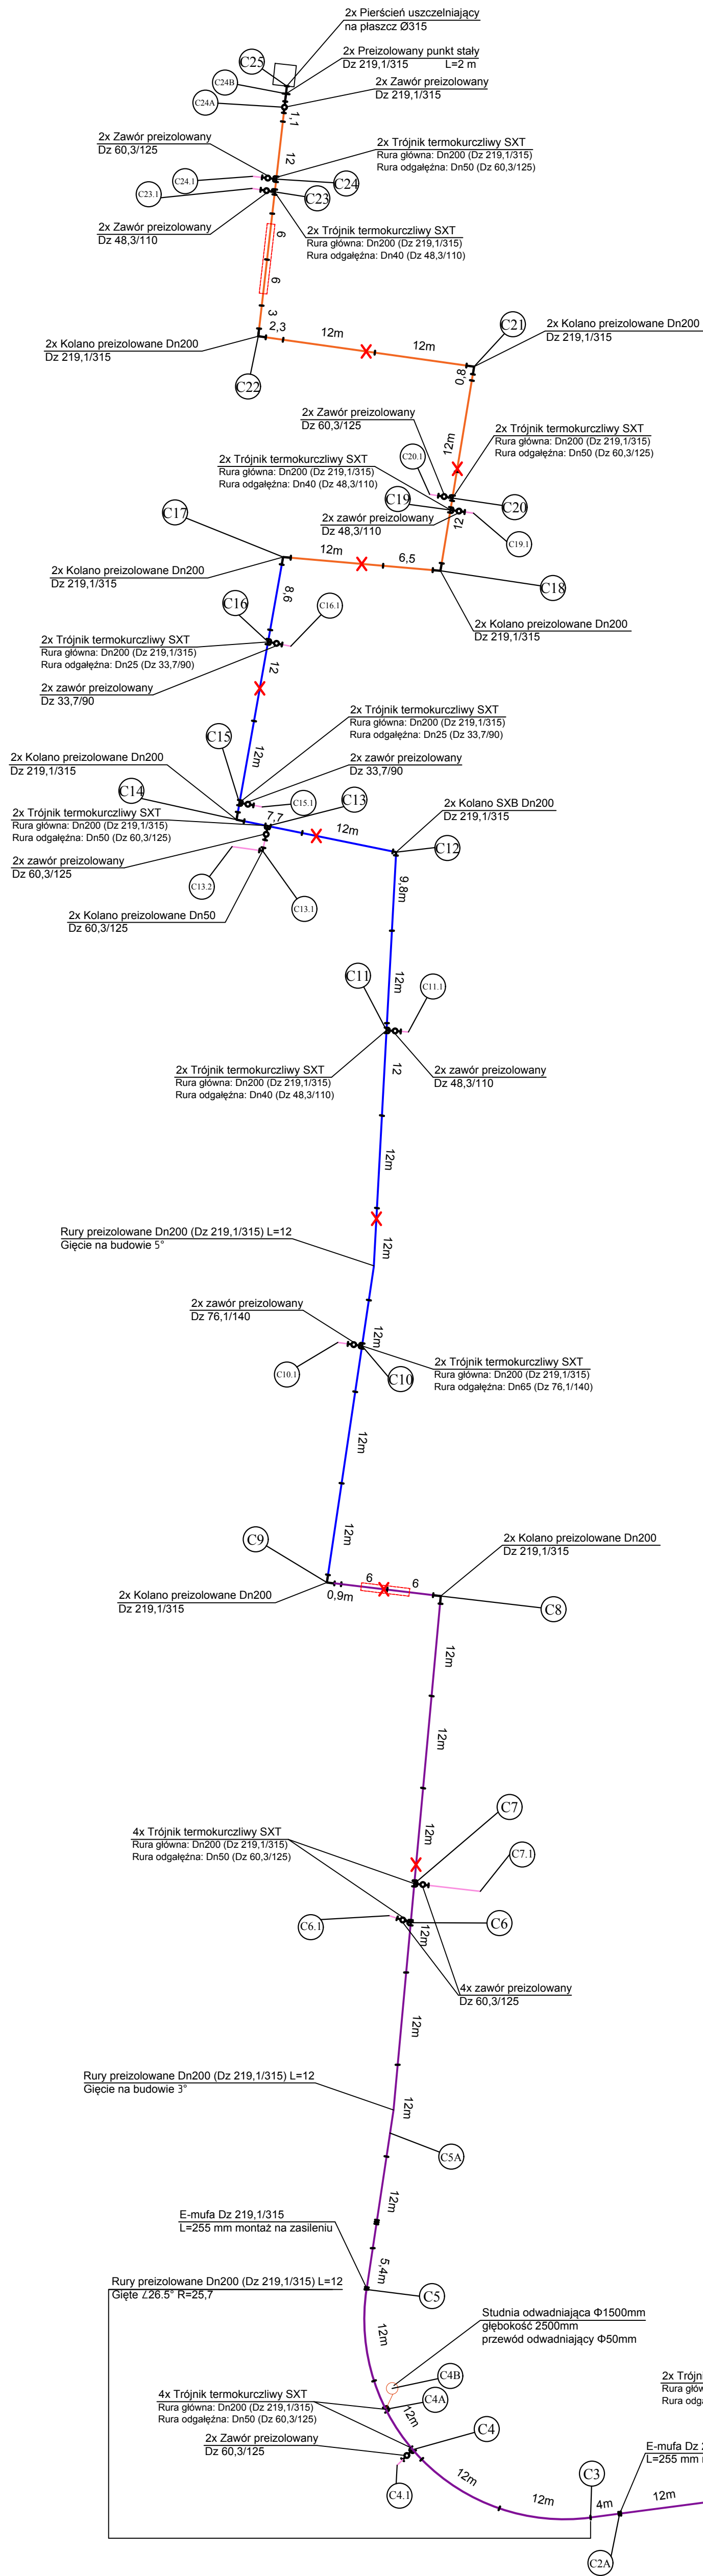 2x Pierścień uszczelniający
na płaszcz Ø315
2x Preizolowany punkt stały
Dz 219,1/315 L=2 m
C25
C24B
C24A
2x Zawór preizolowany
Dz 219,1/315
1,1
2x Zawór preizolowany
Dz 60,3/125
12
2x Trójnik termokurczliwy SXT
Rura główna: Dn200 (Dz 219,1/315)
Rura odgałęźna: Dn50 (Dz 60,3/125)
C24.1
C24
C23.1
C23
2x Zawór preizolowany
Dz 48,3/110
2x Trójnik termokurczliwy SXT
Rura główna: Dn200 (Dz 219,1/315)
Rura odgałęźna: Dn40 (Dz 48,3/110)
6
6
3
2,3
12m
12m
C21
2x Kolano preizolowane Dn200
Dz 219,1/315
2x Kolano preizolowane Dn200
Dz 219,1/315
C22
0,8
2x Zawór preizolowany
Dz 60,3/125
12m
2x Trójnik termokurczliwy SXT
Rura główna: Dn200 (Dz 219,1/315)
Rura odgałęźna: Dn50 (Dz 60,3/125)
2x Trójnik termokurczliwy SXT
Rura główna: Dn200 (Dz 219,1/315)
Rura odgałęźna: Dn40 (Dz 48,3/110)
C20.1
C19
C20
2x zawór preizolowany
Dz 48,3/110
12
C19.1
C17
12m
6,5
2x Kolano preizolowane Dn200
Dz 219,1/315
C18
8,6
C16
C16.1
2x Kolano preizolowane Dn200
Dz 219,1/315
2x Trójnik termokurczliwy SXT
Rura główna: Dn200 (Dz 219,1/315)
Rura odgałęźna: Dn25 (Dz 33,7/90)
12
2x zawór preizolowany
Dz 33,7/90
2x Trójnik termokurczliwy SXT
Rura główna: Dn200 (Dz 219,1/315)
Rura odgałęźna: Dn25 (Dz 33,7/90)
C15
12m
2x Kolano preizolowane Dn200
Dz 219,1/315
2x zawór preizolowany
Dz 33,7/90
C14
C15.1
C13
2x Kolano SXB Dn200
Dz 219,1/315
2x Trójnik termokurczliwy SXT
Rura główna: Dn200 (Dz 219,1/315)
Rura odgałęźna: Dn50 (Dz 60,3/125)
7,7
12m
C12
2x zawór preizolowany
Dz 60,3/125
C13.2
C13.1
2x Kolano preizolowane Dn50
Dz 60,3/125
9,8m
C11
12m
C11.1
2x Trójnik termokurczliwy SXT
Rura główna: Dn200 (Dz 219,1/315)
Rura odgałęźna: Dn40 (Dz 48,3/110)
12
2x zawór preizolowany
Dz 48,3/110
12m
Rury preizolowane Dn200 (Dz 219,1/315) L=12
Gięcie na budowie 5°
12m
2x zawór preizolowany
Dz 76,1/140
12m
C10.1
C10
2x Trójnik termokurczliwy SXT
Rura główna: Dn200 (Dz 219,1/315)
Rura odgałęźna: Dn65 (Dz 76,1/140)
12m
12m
C9
2x Kolano preizolowane Dn200
Dz 219,1/315
6
6
0,9m
2x Kolano preizolowane Dn200
Dz 219,1/315
C8
12m
12m
C7
4x Trójnik termokurczliwy SXT
Rura główna: Dn200 (Dz 219,1/315)
Rura odgałęźna: Dn50 (Dz 60,3/125)
12m
C7.1
C6.1
C6
12m
4x zawór preizolowany
Dz 60,3/125
12m
Rury preizolowane Dn200 (Dz 219,1/315) L=12
Gięcie na budowie 3°
12m
C5A
E-mufa Dz 219,1/315
L=255 mm montaż na zasileniu
12m
5,4m
Rury preizolowane Dn200 (Dz 219,1/315) L=12
Gięte ∠26.5° R=25,7
C5
12m
Studnia odwadniająca Φ1500mm
głębokość 2500mm
przewód odwadniający Φ50mm
C4B
C4A
4x Trójnik termokurczliwy SXT
Rura główna: Dn200 (Dz 219,1/315)
Rura odgałęźna: Dn50 (Dz 60,3/125)
12m
2x Trójni
Rura głów
Rura odga
2x Zawór preizolowany
Dz 60,3/125
C4
E-mufa Dz 2
L=255 mm
C4.1
12m
C3
12m
4m
12m
C2A